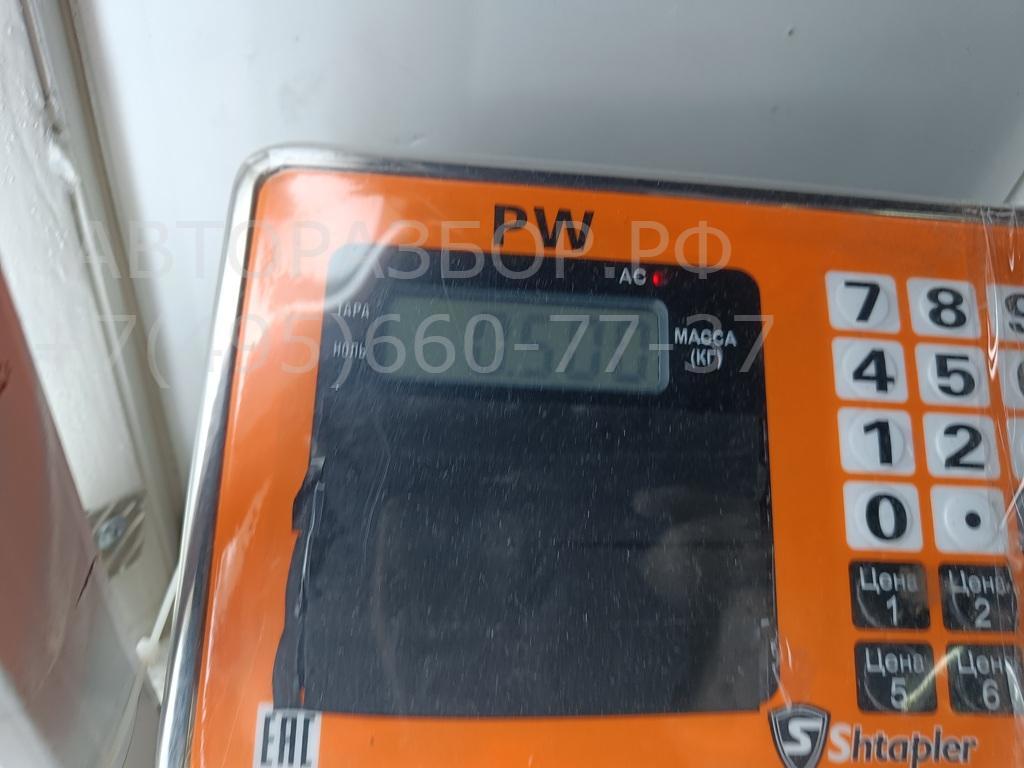 PW
АВТОРАЗБОР.РФ
AC
ТАРА
+7(495)660-77-37
НОЛЬ
МАССА
(КГ)
7 8 9
4 5
1 2
0 .
Цена 1
Цена 2
Цена 5
Цена 6
EAC
S Shtapler